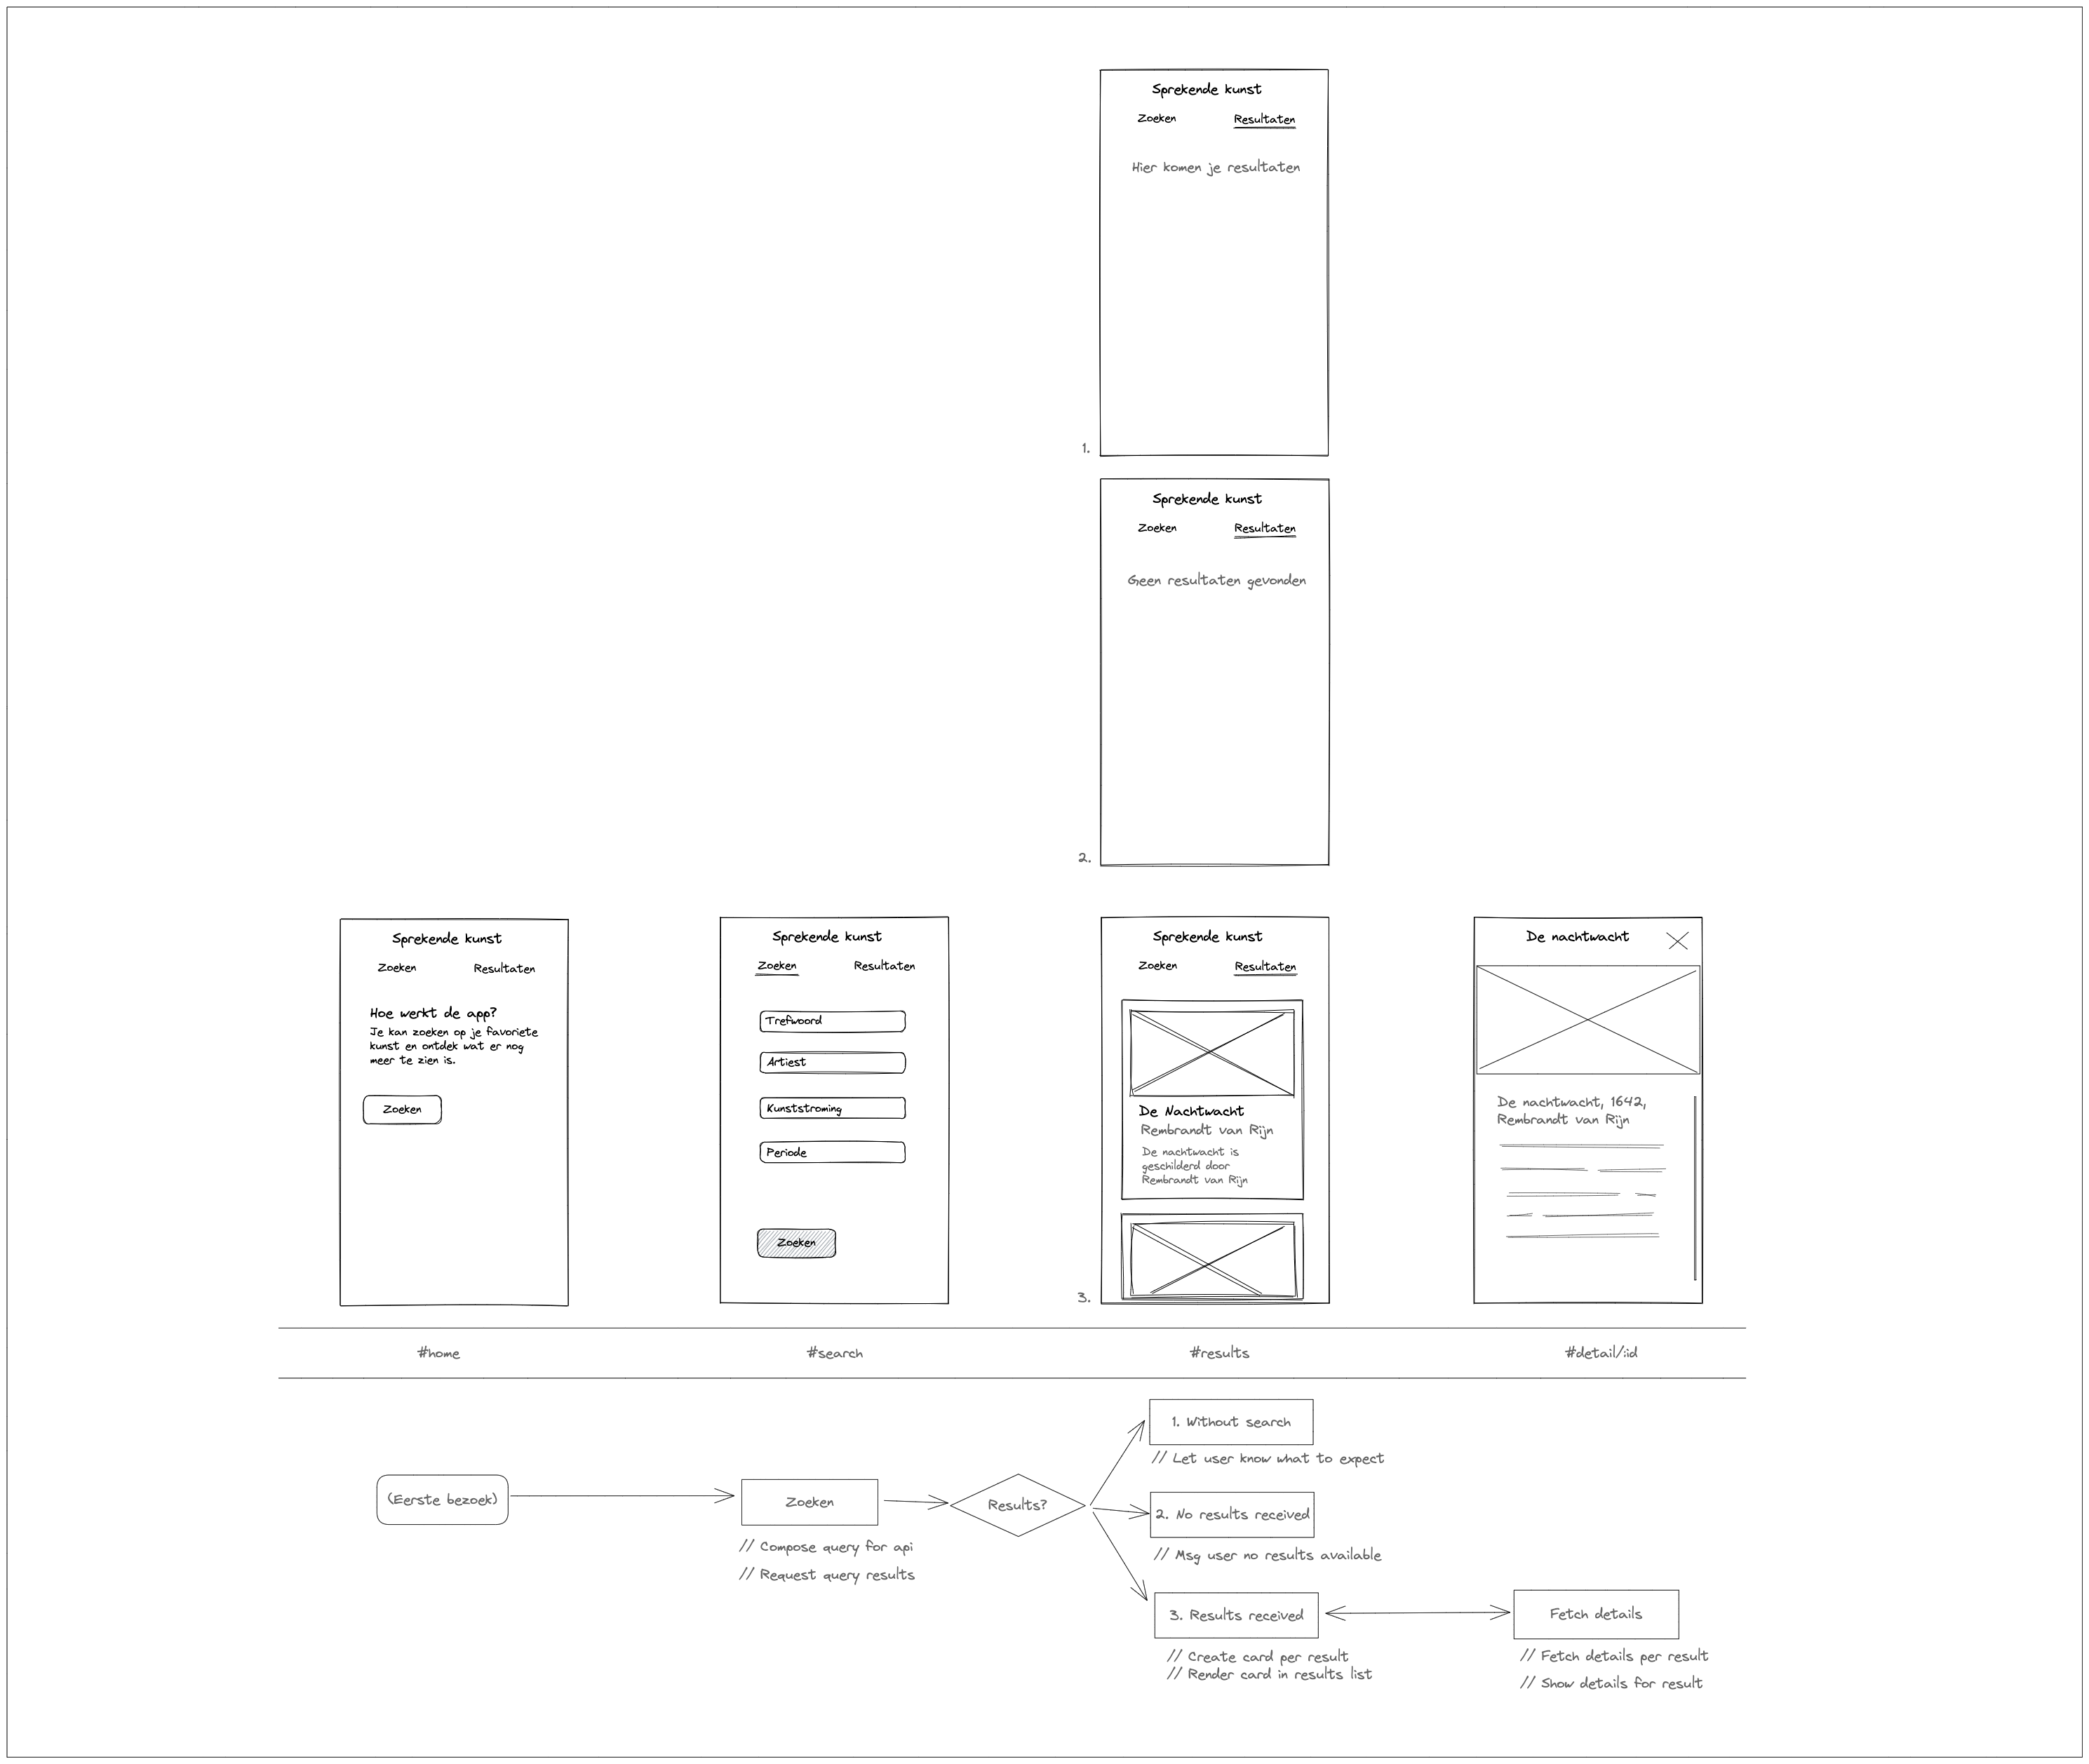 Sprekende kunst
Zoeken Resultaten
Hier komen je resultaten
1.
Sprekende kunst
Zoeken Resultaten
Geen resultaten gevonden
2.
Sprekende kunst
Zoeken Resultaten
Hoe werkt de app?
Je kan zoeken op je favoriete
kunst en ontdek wat er nog
meer te zien is.
Zoeken
Sprekende kunst
Zoeken Resultaten
Trefwoord
Artiest
Kunststroming
Periode
Zoeken
Sprekende kunst
Zoeken Resultaten
De Nachtwacht
Rembrandt van Rijn
De nachtwacht is
geschilderd door
Rembrandt van Rijn
3.
De nachtwacht
De nachtwacht, 1642,
Rembrandt van Rijn
#home
#search
#results
#detail/:id
(Eerste bezoek)
Zoeken
// Compose query for api
// Request query results
Results?
1. Without search
// Let user know what to expect
2. No results received
// Msg user no results available
3. Results received
// Create card per result
// Render card in results list
Fetch details
// Fetch details per result
// Show details for result